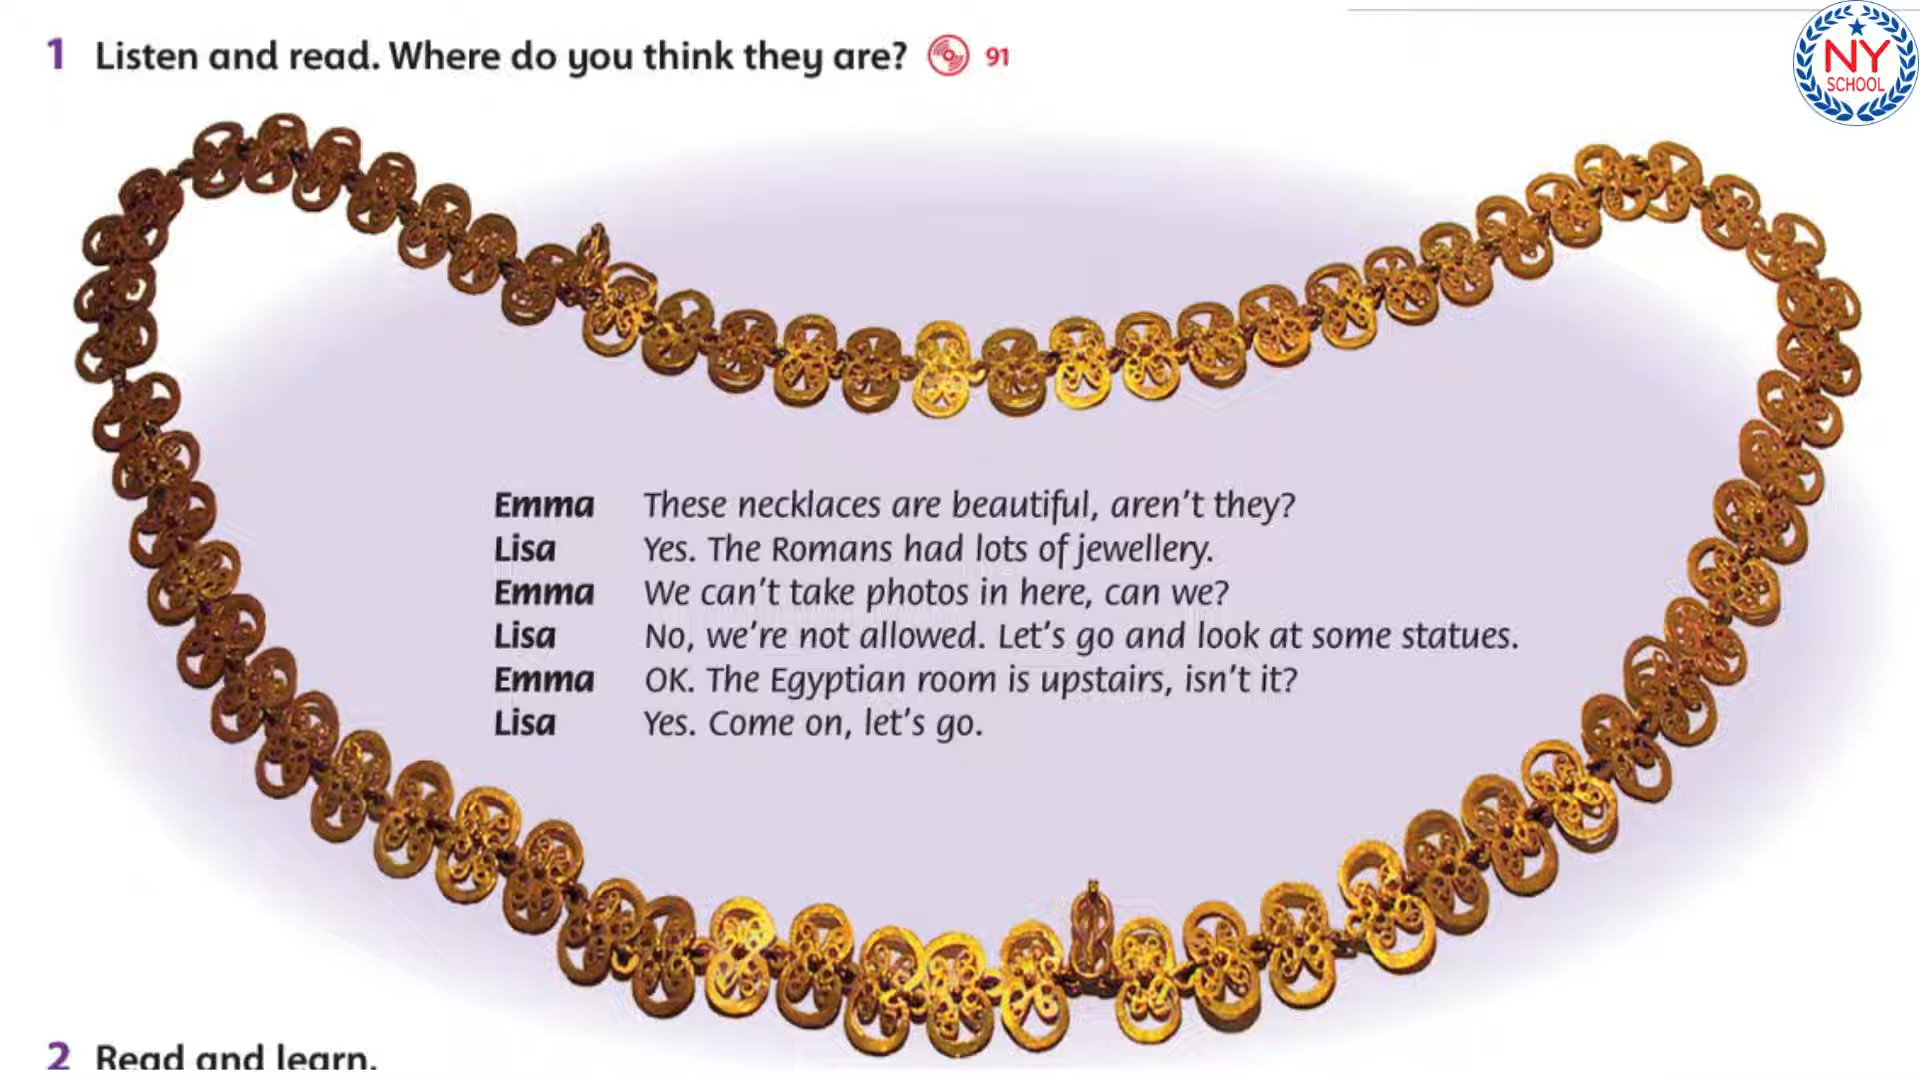 1 Listen and read. Where do you think they are? 91
NY
SCHOOL
Emma These necklaces are beautiful, aren't they?
Lisa Yes. The Romans had lots of jewellery.
Emma We can't take photos in here, can we?
Lisa No, we're not allowed. Let's go and look at some statues.
Emma OK. The Egyptian room is upstairs, isn't it?
Lisa Yes. Come on, let's go.
2 Read and learn.